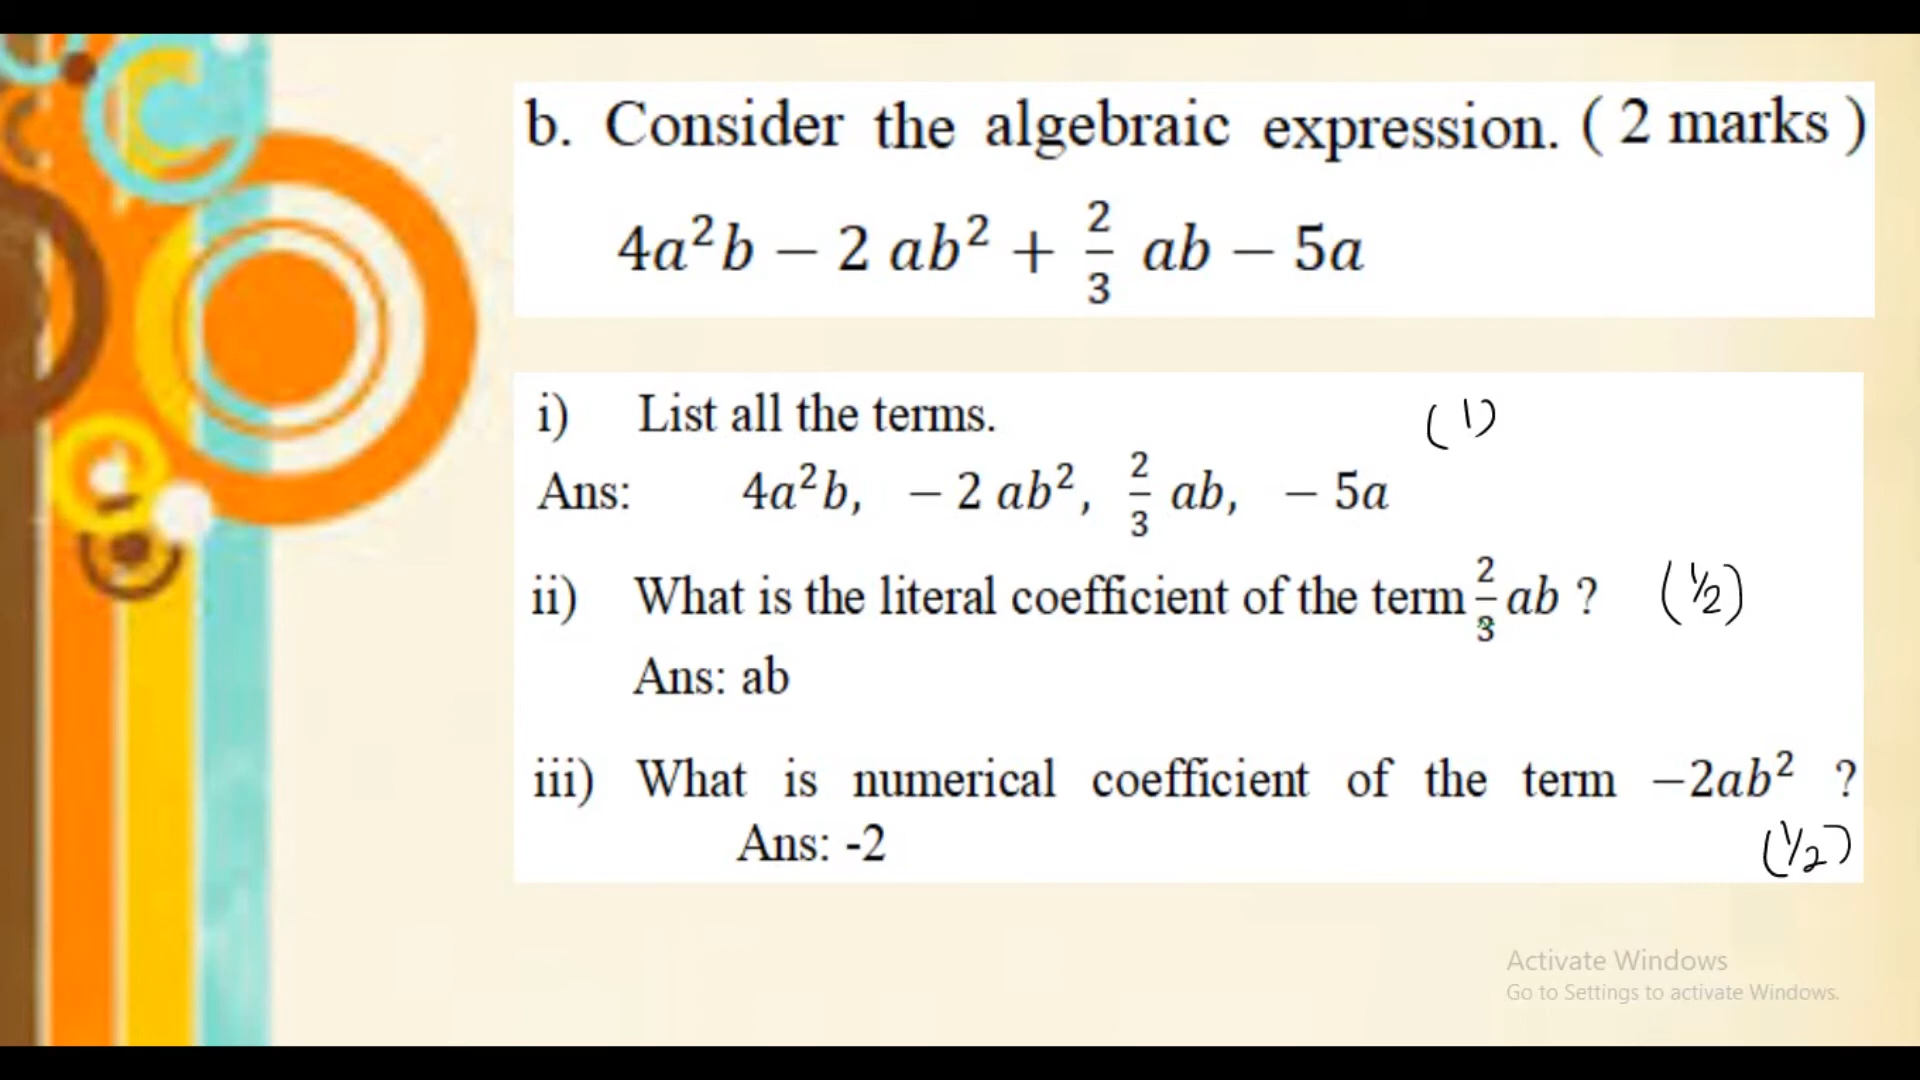 b. Consider the algebraic expression. ( 2 marks )
4a²b – 2 ab² + 2/3 ab – 5a
i) List all the terms. (1)
Ans: 4a²b, – 2 ab², 2/3 ab, – 5a
ii) What is the literal coefficient of the term 2/3 ab ? (1/2)
Ans: ab
iii) What is numerical coefficient of the term −2ab² ?
Ans: -2 (1/2)
Activate Windows
Go to Settings to activate Windows.